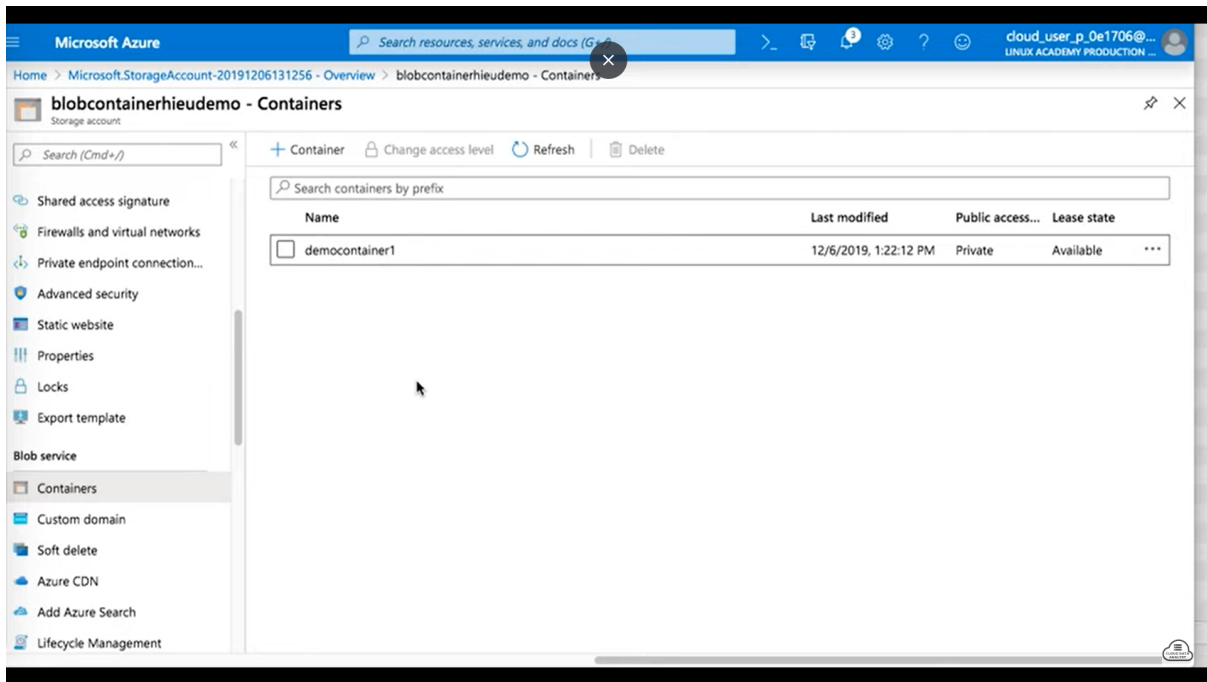 Microsoft Azure
Search resources, services, and docs (G+/)
3
cloud_user_p_0e1706@...
LINUX ACADEMY PRODUCTION ...
Home > Microsoft.StorageAccount-20191206131256 - Overview > blobcontainerhieudemo - Containers
blobcontainerhieudemo - Containers
Storage account
Search (Cmd+/)
Container
Change access level
Refresh
Delete
Search containers by prefix
Name Last modified Public access... Lease state
democontainer1 12/6/2019, 1:22:12 PM Private Available ...
Shared access signature
Firewalls and virtual networks
Private endpoint connection...
Advanced security
Static website
Properties
Locks
Export template
Blob service
Containers
Custom domain
Soft delete
Azure CDN
Add Azure Search
Lifecycle Management